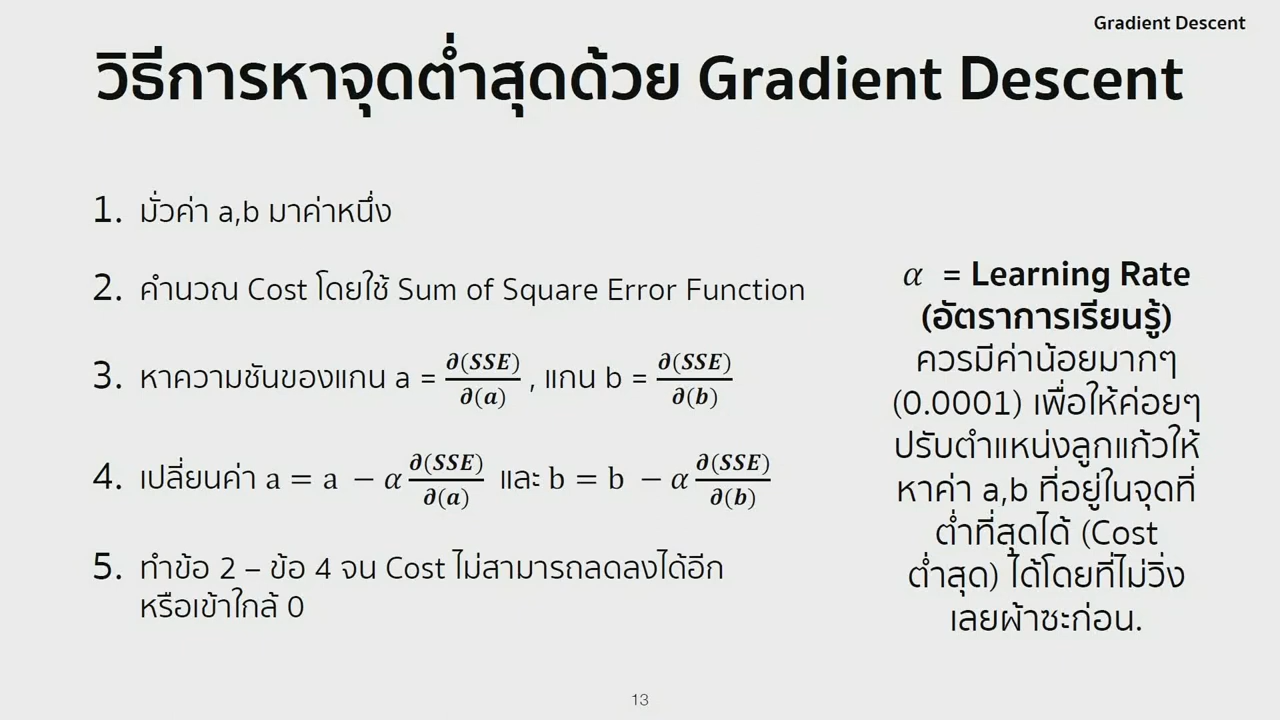 Gradient Descent
วิธีการหาจุดต่ำสุดด้วย Gradient Descent
1. มั่วค่า a,b มาค่าหนึ่ง
2. คำนวณ Cost โดยใช้ Sum of Square Error Function
3. หาความชันของแกน a = ∂(SSE)/∂(a) , แกน b = ∂(SSE)/∂(b)
4. เปลี่ยนค่า a = a − α ∂(SSE)/∂(a) และ b = b − α ∂(SSE)/∂(b)
5. ทำข้อ 2 – ข้อ 4 จน Cost ไม่สามารถลดลงได้อีก
หรือเข้าใกล้ 0
α = Learning Rate
(อัตราการเรียนรู้)
ควรมีค่าน้อยมากๆ
(0.0001) เพื่อให้ค่อยๆ
ปรับตำแหน่งลูกแก้วให้
หาค่า a,b ที่อยู่ในจุดที่
ต่ำที่สุดได้ (Cost
ต่ำสุด) ได้โดยที่ไม่วิ่ง
เลยผ้าซะก่อน.
13